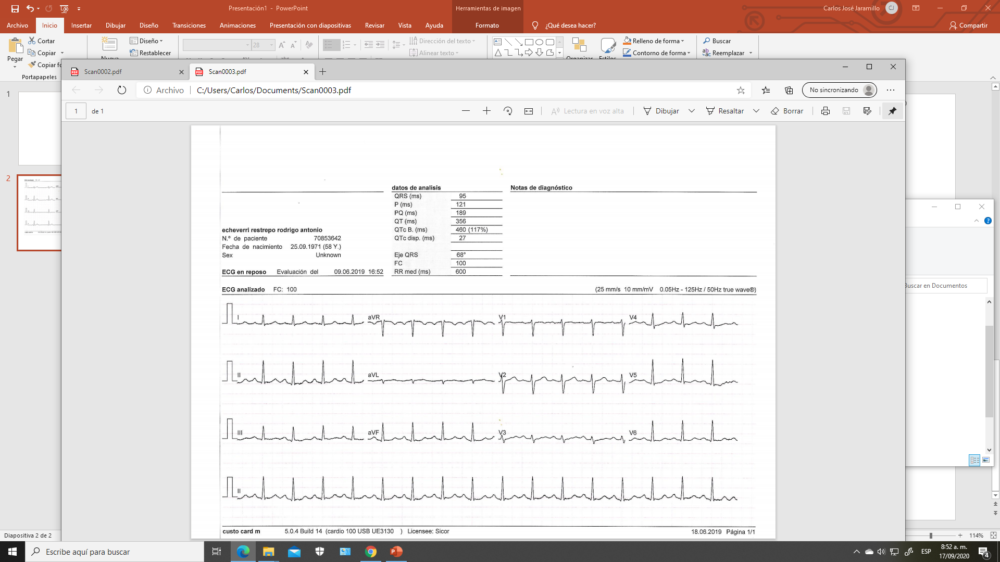 Presentación1 - PowerPoint
Herramientas de imagen
Carlos José Jaramillo
CJ
Archivo Inicio Insertar Dibujar Diseño Transiciones Animaciones Presentación con diapositivas Revisar Vista Ayuda Formato ¿Qué desea hacer? Compartir
Pegar
Cortar
Copiar
Portapapeles
Diseño
Restablecer
28
Dirección del texto
Alinear texto
Relleno de forma
Contorno de forma
Buscar
Reemplazar
1
2
Scan0002.pdf
Scan0003.pdf
Archivo C:/Users/Carlos/Documents/Scan0003.pdf
No sincronizando
1 de 1
Lectura en voz alta
Dibujar
Resaltar
Borrar
datos de analisis
QRS (ms) 95
P (ms) 121
PQ (ms) 189
QT (ms) 356
QTc B. (ms) 460 (117%)
QTc disp. (ms) 27
Eje QRS 68°
FC 100
RR med (ms) 600
Notas de diagnóstico
echeverri restrepo rodrigo antonio
N.º de paciente 70853642
Fecha de nacimiento 25.09.1971 (58 Y.)
Sex Unknown
ECG en reposo Evaluación del 09.06.2019 16:52
ECG analizado FC: 100 (25 mm/s 10 mm/mV 0.05Hz - 125Hz / 50Hz true wave®)
I aVR V1 V4
II aVL V2 V5
III aVF V3 V6
II
custo card m 5.0.4 Build 14 (cardio 100 USB UE3130 ) Licensee: Sicor 18.06.2019 Página 1/1
Buscar en Documentos
Diapositiva 2 de 2
114%
Escribe aquí para buscar
ESP
8:52 a. m.
17/09/2020
4